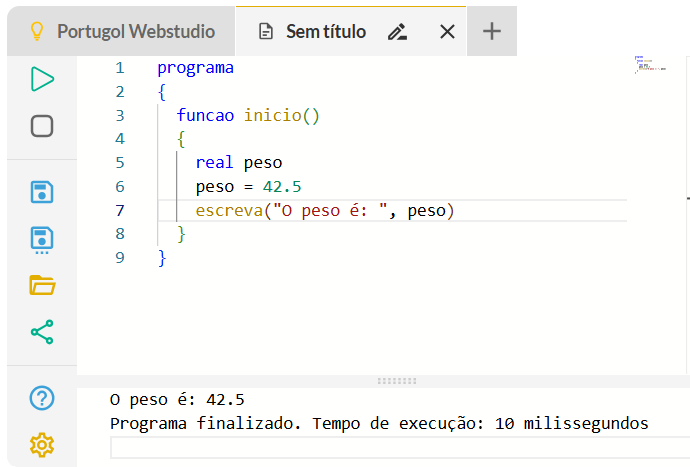 Portugol Webstudio Sem título
1 programa
2 {
3 funcao inicio()
4 {
5 real peso
6 peso = 42.5
7 escreva("O peso é: ", peso)
8 }
9 }
O peso é: 42.5
Programa finalizado. Tempo de execução: 10 milissegundos